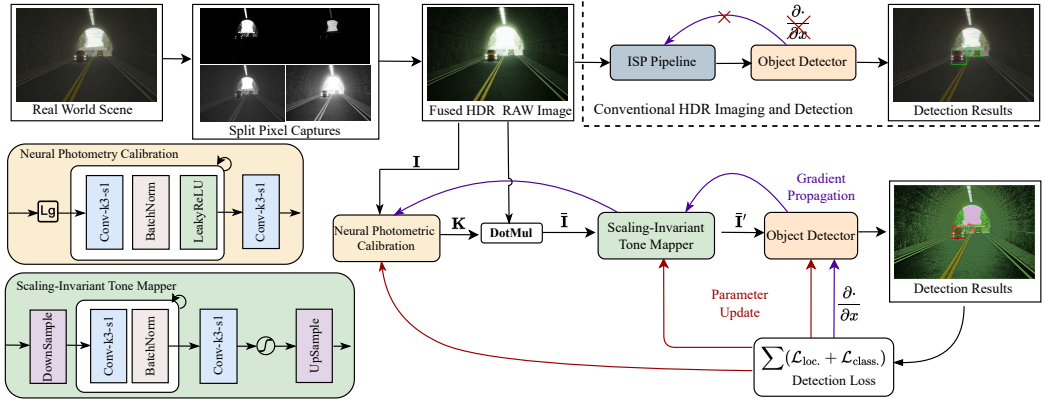 Real World Scene
Split Pixel Captures
Fused HDR RAW Image
∂·
∂x
ISP Pipeline
Object Detector
Conventional HDR Imaging and Detection
Detection Results
Neural Photometry Calibration
Lg
Conv-k3-s1
BatchNorm
LeakyReLU
Conv-k3-s1
I
Neural Photometric
Calibration
K
DotMul
Ī
Scaling-Invariant
Tone Mapper
Ī′
Object Detector
Gradient
Propagation
Detection Results
Scaling-Invariant Tone Mapper
DownSample
Conv-k3-s1
BatchNorm
Conv-k3-s1
UpSample
Parameter
Update
∂·
∂x
∑(ℒloc. + ℒclass.)
Detection Loss